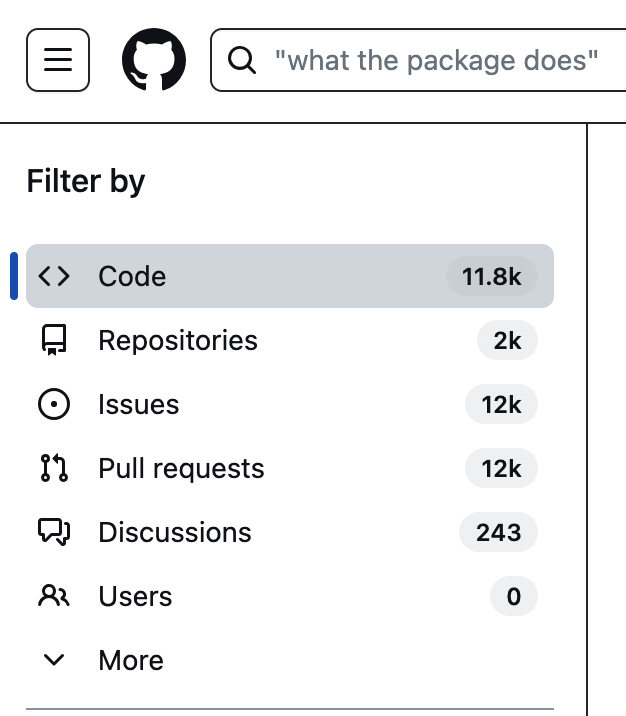 "what the package does"
Filter by
Code 11.8k
Repositories 2k
Issues 12k
Pull requests 12k
Discussions 243
Users 0
More